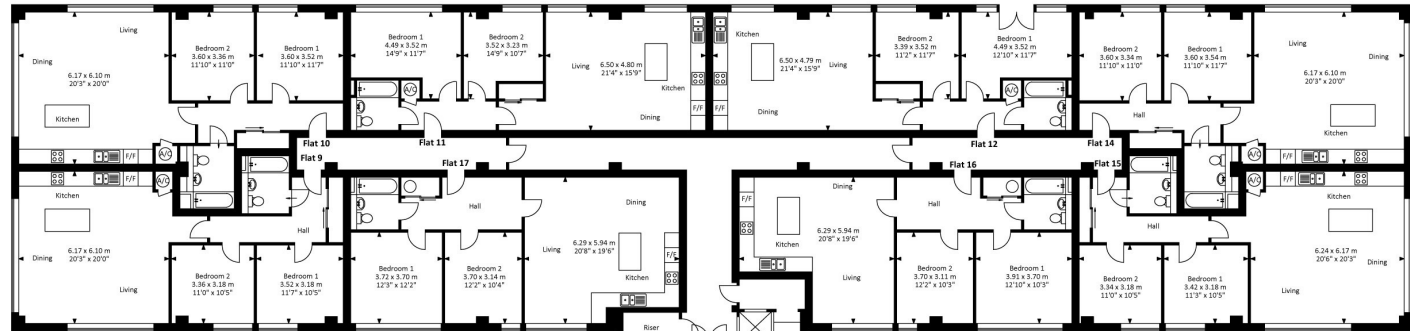 Living
Dining
6.17 x 6.10 m
20'3" x 20'0"
Kitchen
F/F
A/C
Bedroom 2
3.60 x 3.36 m
11'10" x 11'0"
Bedroom 1
3.60 x 3.52 m
11'10" x 11'7"
Flat 10
Bedroom 1
4.49 x 3.52 m
14'9" x 11'7"
Bedroom 2
3.52 x 3.23 m
14'9" x 10'7"
A/C
Living
6.50 x 4.80 m
21'4" x 15'9"
Kitchen
Dining
F/F
Flat 11
Kitchen
6.50 x 4.79 m
21'4" x 15'9"
Living
Dining
F/F
Bedroom 2
3.39 x 3.52 m
11'2" x 11'7"
Bedroom 1
4.49 x 3.52 m
12'10" x 11'7"
A/C
Flat 12
Bedroom 2
3.60 x 3.34 m
11'10" x 11'0"
Bedroom 1
3.60 x 3.54 m
11'10" x 11'7"
Hall
Flat 14
Living
Dining
6.17 x 6.10 m
20'3" x 20'0"
Kitchen
A/C
F/F
Flat 9
F/F
A/C
Kitchen
6.17 x 6.10 m
20'3" x 20'0"
Dining
Living
Hall
Bedroom 2
3.36 x 3.18 m
11'0" x 10'5"
Bedroom 1
3.52 x 3.18 m
11'7" x 10'5"
Flat 17
Hall
Bedroom 1
3.72 x 3.70 m
12'3" x 12'2"
Bedroom 2
3.70 x 3.14 m
12'2" x 10'4"
Dining
6.29 x 5.94 m
20'8" x 19'6"
Living
Kitchen
F/F
Riser
Flat 16
Dining
F/F
6.29 x 5.94 m
20'8" x 19'6"
Kitchen
Living
Hall
Bedroom 2
3.70 x 3.11 m
12'2" x 10'3"
Bedroom 1
3.91 x 3.70 m
12'10" x 10'3"
Flat 15
Hall
Bedroom 2
3.34 x 3.18 m
11'0" x 10'5"
Bedroom 1
3.42 x 3.18 m
11'3" x 10'5"
A/C
F/F
Kitchen
6.24 x 6.17 m
20'6" x 20'3"
Dining
Living